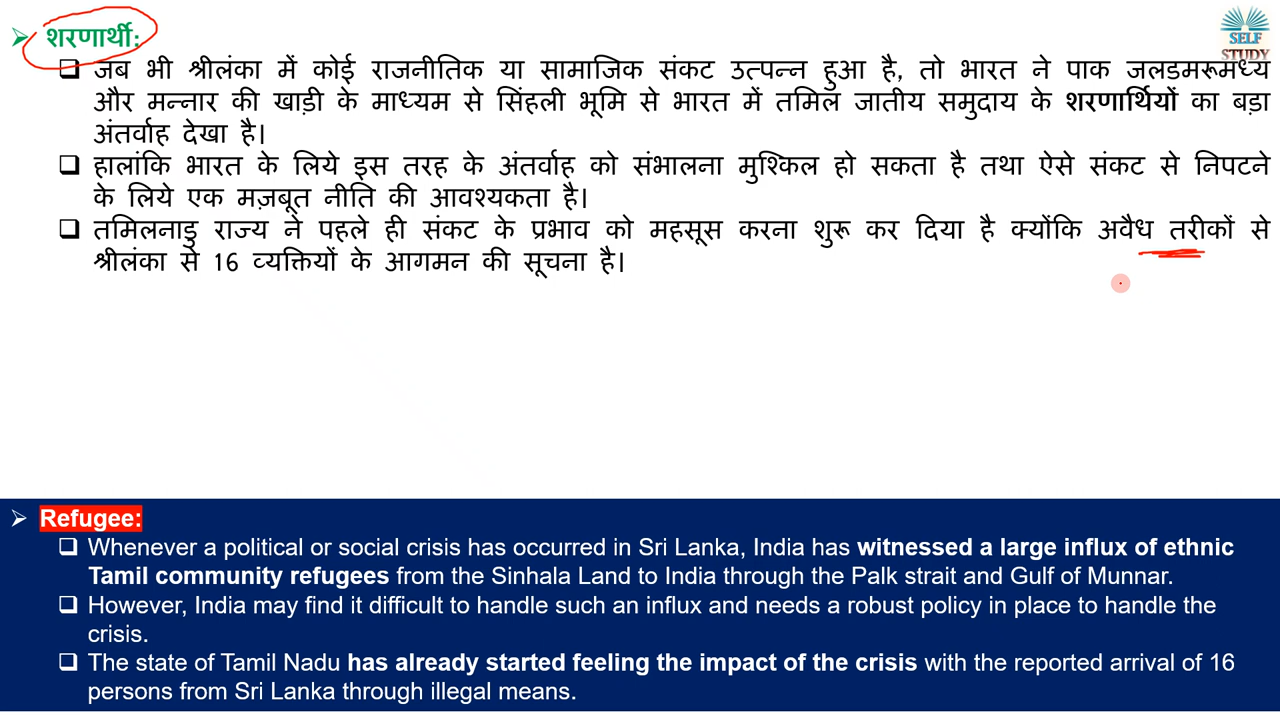 SELF
STUDY
➢ शरणार्थी:
❑ जब भी श्रीलंका में कोई राजनीतिक या सामाजिक संकट उत्पन्न हुआ है, तो भारत ने पाक जलडमरूमध्य
और मन्नार की खाड़ी के माध्यम से सिंहली भूमि से भारत में तमिल जातीय समुदाय के शरणार्थियों का बड़ा
अंतर्वाह देखा है।
❑ हालांकि भारत के लिये इस तरह के अंतर्वाह को संभालना मुश्किल हो सकता है तथा ऐसे संकट से निपटने
के लिये एक मज़बूत नीति की आवश्यकता है।
❑ तमिलनाडु राज्य ने पहले ही संकट के प्रभाव को महसूस करना शुरू कर दिया है क्योंकि अवैध तरीकों से
श्रीलंका से 16 व्यक्तियों के आगमन की सूचना है।
➢ Refugee:
❑ Whenever a political or social crisis has occurred in Sri Lanka, India has witnessed a large influx of ethnic
Tamil community refugees from the Sinhala Land to India through the Palk strait and Gulf of Munnar.
❑ However, India may find it difficult to handle such an influx and needs a robust policy in place to handle the
crisis.
❑ The state of Tamil Nadu has already started feeling the impact of the crisis with the reported arrival of 16
persons from Sri Lanka through illegal means.